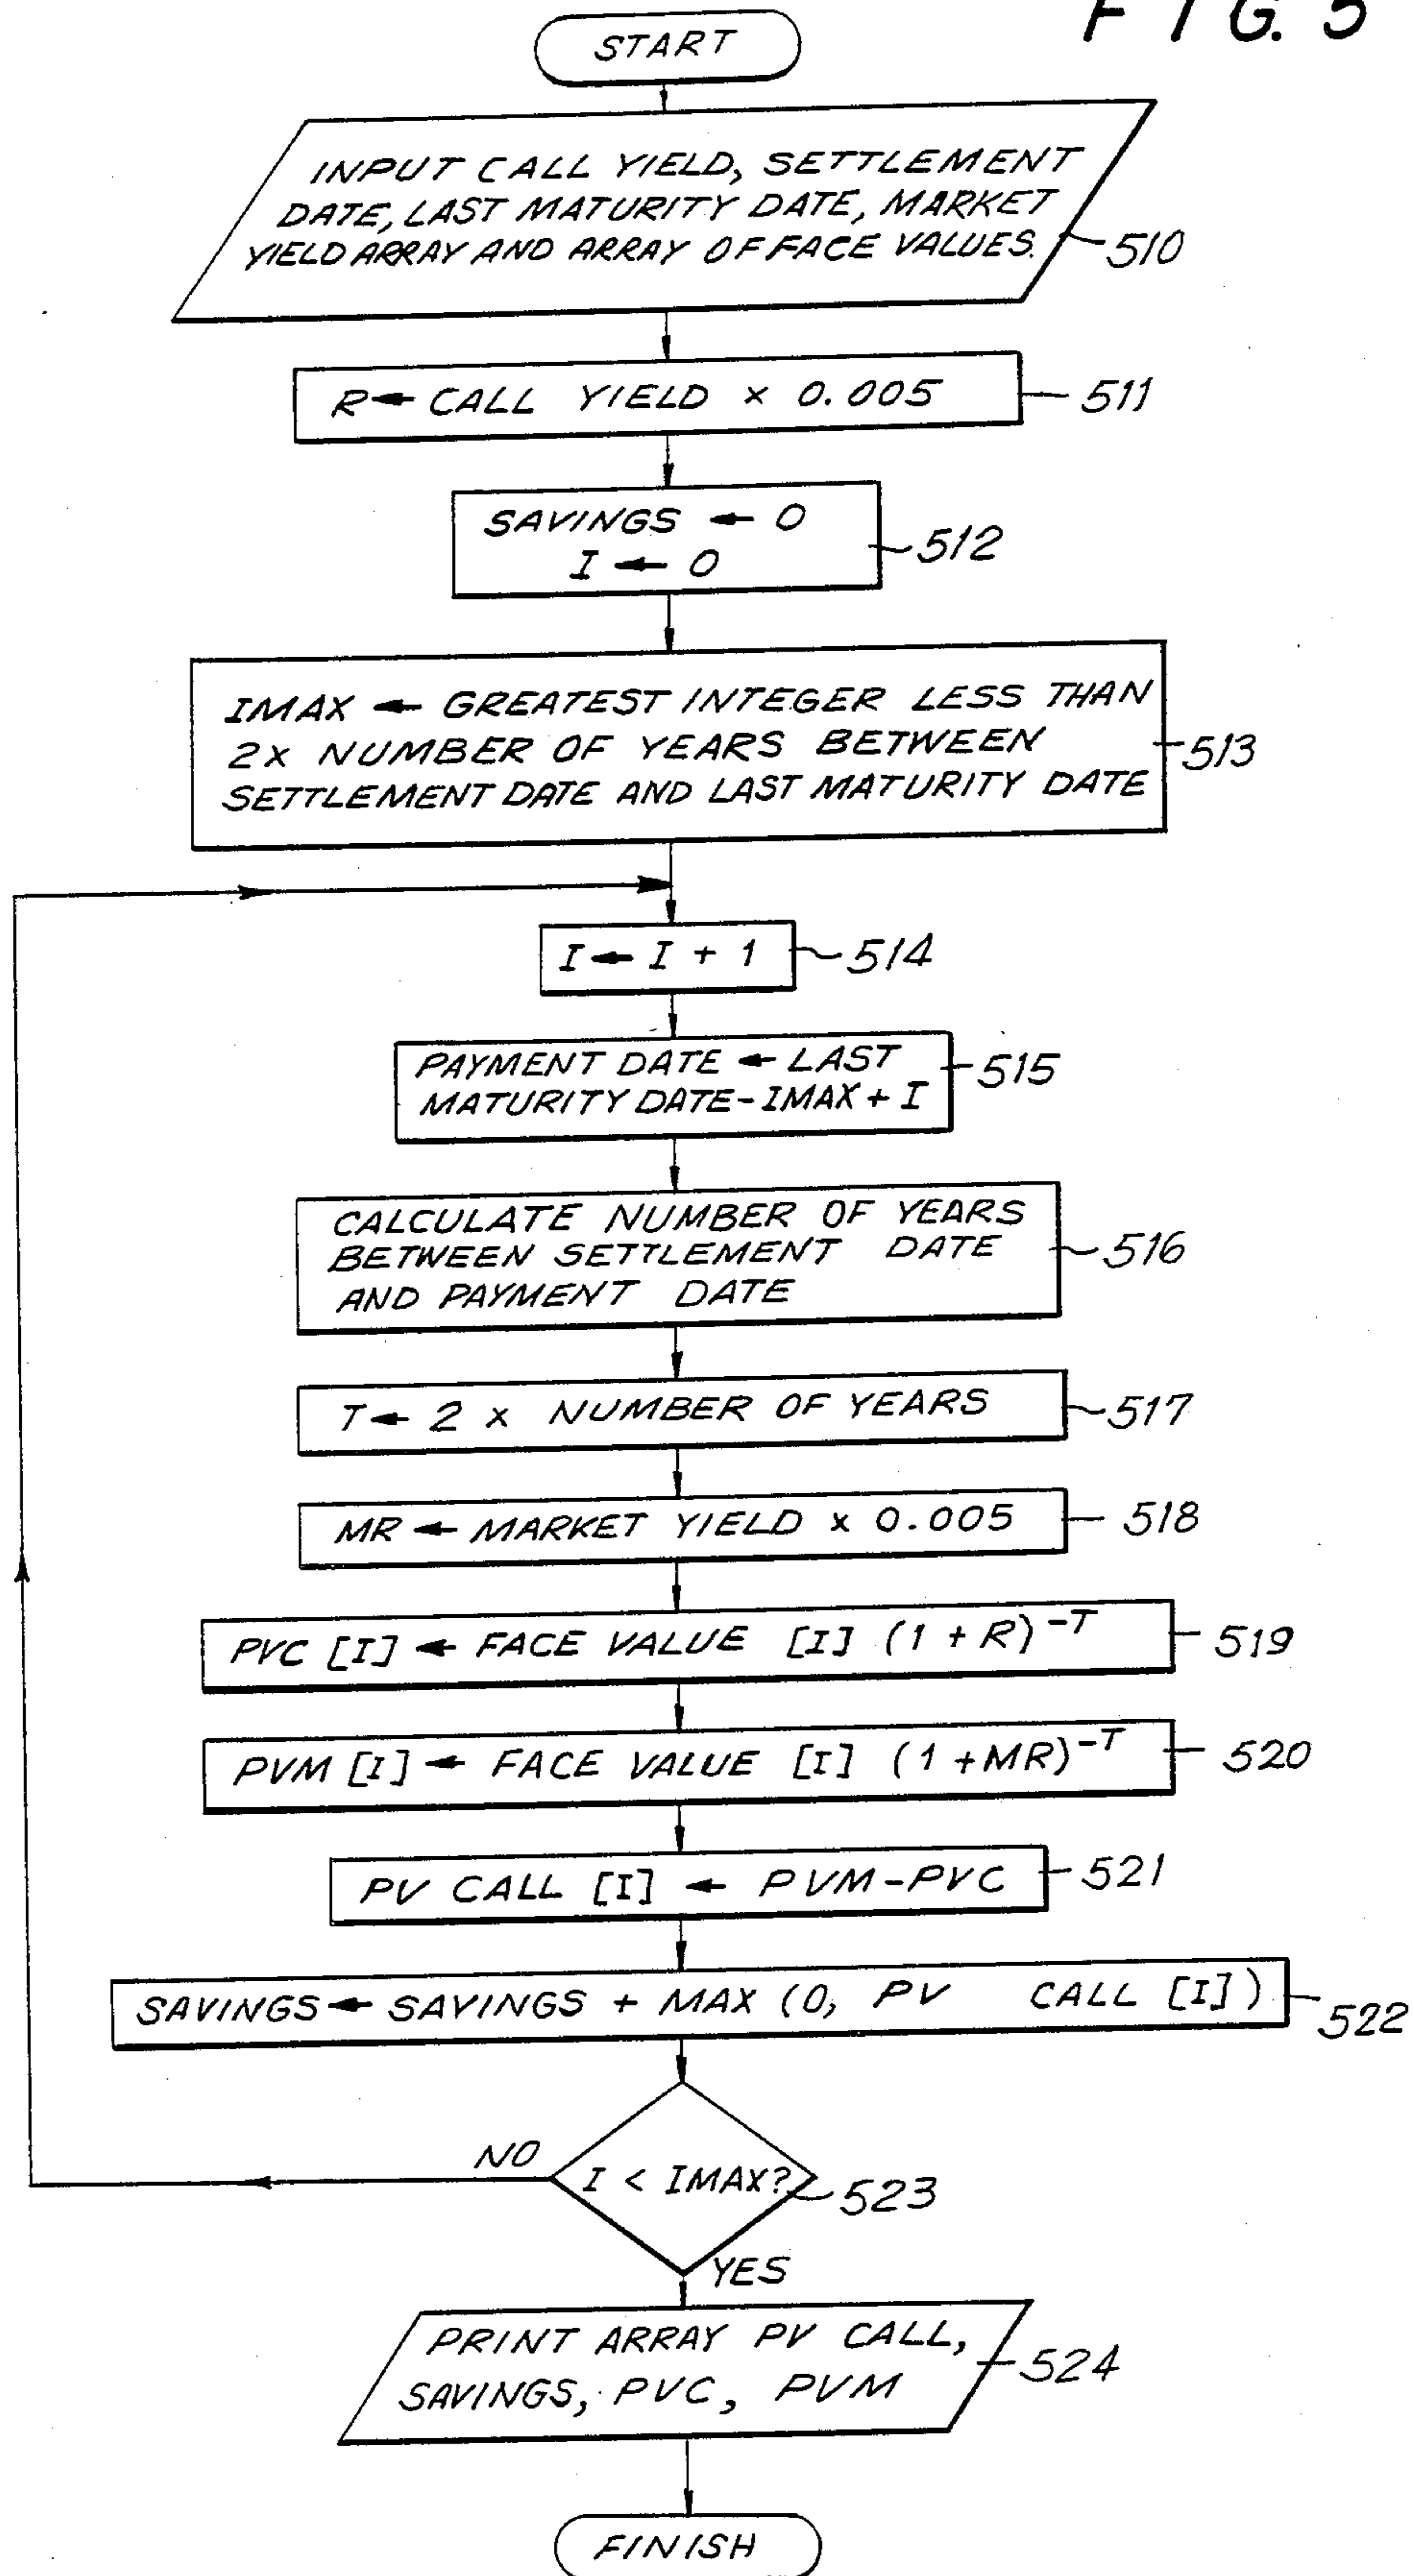 FIG. 5
START
INPUT CALL YIELD, SETTLEMENT
DATE, LAST MATURITY DATE, MARKET
YIELD ARRAY AND ARRAY OF FACE VALUES.
510
R ← CALL YIELD × 0.005
511
SAVINGS ← 0
I ← 0
512
IMAX ← GREATEST INTEGER LESS THAN
2X NUMBER OF YEARS BETWEEN
SETTLEMENT DATE AND LAST MATURITY DATE
513
I ← I + 1
514
PAYMENT DATE ← LAST
MATURITY DATE - IMAX + I
515
CALCULATE NUMBER OF YEARS
BETWEEN SETTLEMENT DATE
AND PAYMENT DATE
516
T ← 2 × NUMBER OF YEARS
517
MR ← MARKET YIELD × 0.005
518
PVC [I] ← FACE VALUE [I] (1 + R)^-T
519
PVM [I] ← FACE VALUE [I] (1 + MR)^-T
520
PV CALL [I] ← PVM - PVC
521
SAVINGS ← SAVINGS + MAX (0, PV CALL [I])
522
NO
I < IMAX?
523
YES
PRINT ARRAY PV CALL,
SAVINGS, PVC, PVM
524
FINISH